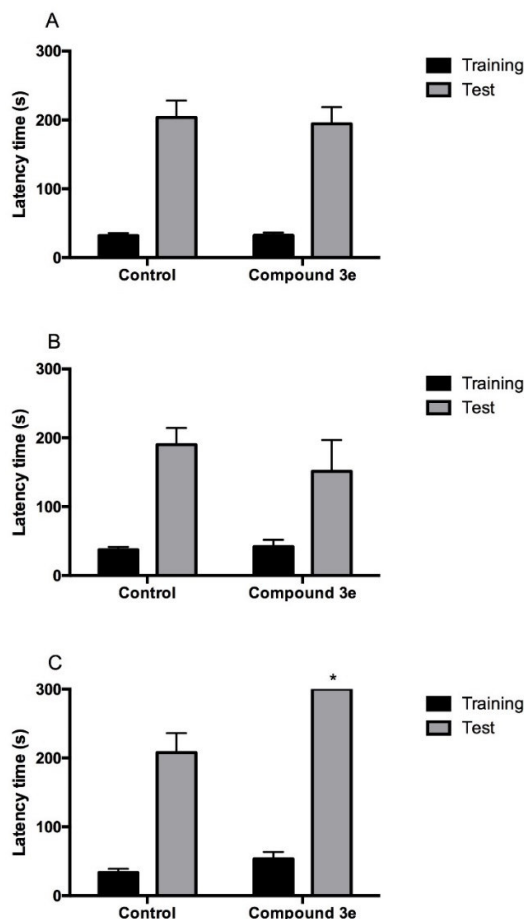 A
300
200
100
0
Latency time (s)
Control
Compound 3e
Training
Test
B
300
200
100
0
Latency time (s)
Control
Compound 3e
Training
Test
C
*
300
200
100
0
Latency time (s)
Control
Compound 3e
Training
Test